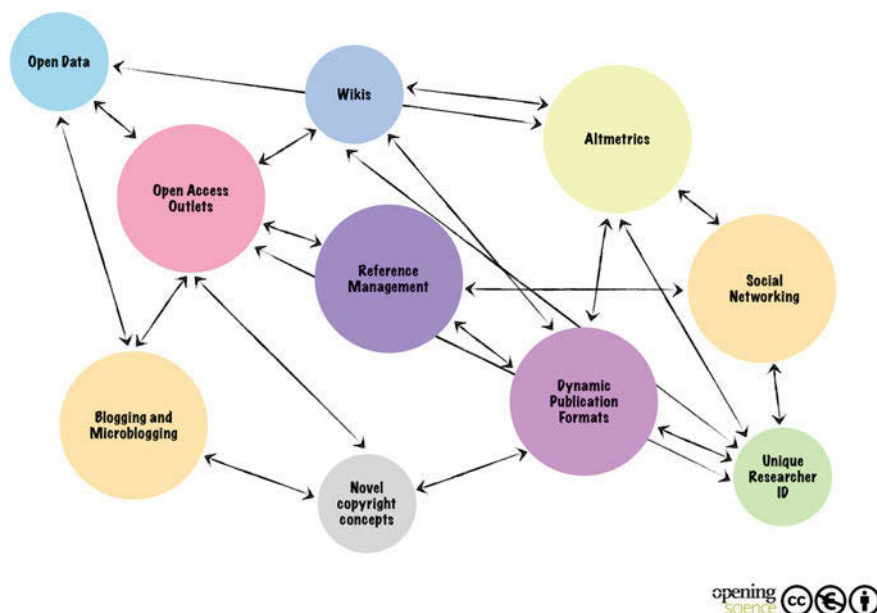 Open Data
Wikis
Altmetrics
Open Access
Outlets
Reference
Management
Social
Networking
Dynamic
Publication
Formats
Blogging and
Microblogging
Novel
copyright
concepts
Unique
Researcher
ID
opening
science
cc